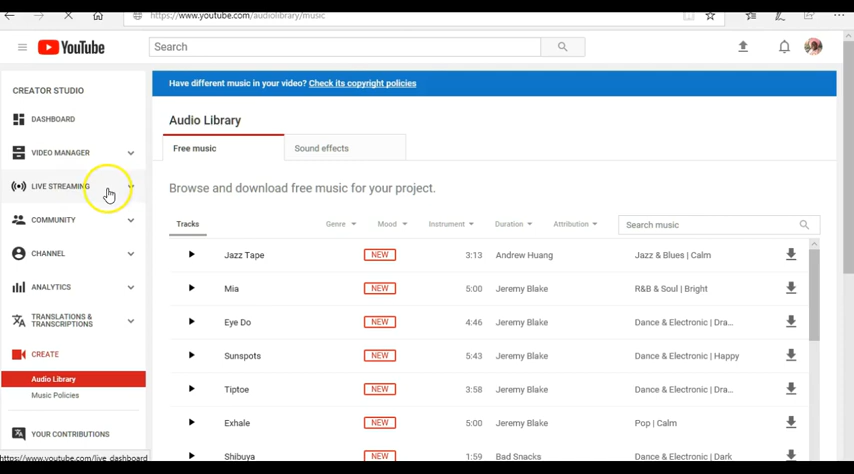 https://www.youtube.com/audiolibrary/music
YouTube
Search
CREATOR STUDIO
DASHBOARD
VIDEO MANAGER
LIVE STREAMING
COMMUNITY
CHANNEL
ANALYTICS
TRANSLATIONS &
TRANSCRIPTIONS
CREATE
Audio Library
Music Policies
YOUR CONTRIBUTIONS
https://www.youtube.com/live_dashboard
Have different music in your video? Check its copyright policies
Audio Library
Free music Sound effects
Browse and download free music for your project.
Tracks Genre Mood Instrument Duration Attribution Search music
Jazz Tape NEW 3:13 Andrew Huang Jazz & Blues | Calm
Mia NEW 5:00 Jeremy Blake R&B & Soul | Bright
Eye Do NEW 4:46 Jeremy Blake Dance & Electronic | Dra...
Sunspots NEW 5:43 Jeremy Blake Dance & Electronic | Happy
Tiptoe NEW 3:58 Jeremy Blake Dance & Electronic | Dra...
Exhale NEW 5:00 Jeremy Blake Pop | Calm
Shibuya NEW 1:59 Bad Snacks Dance & Electronic | Dark